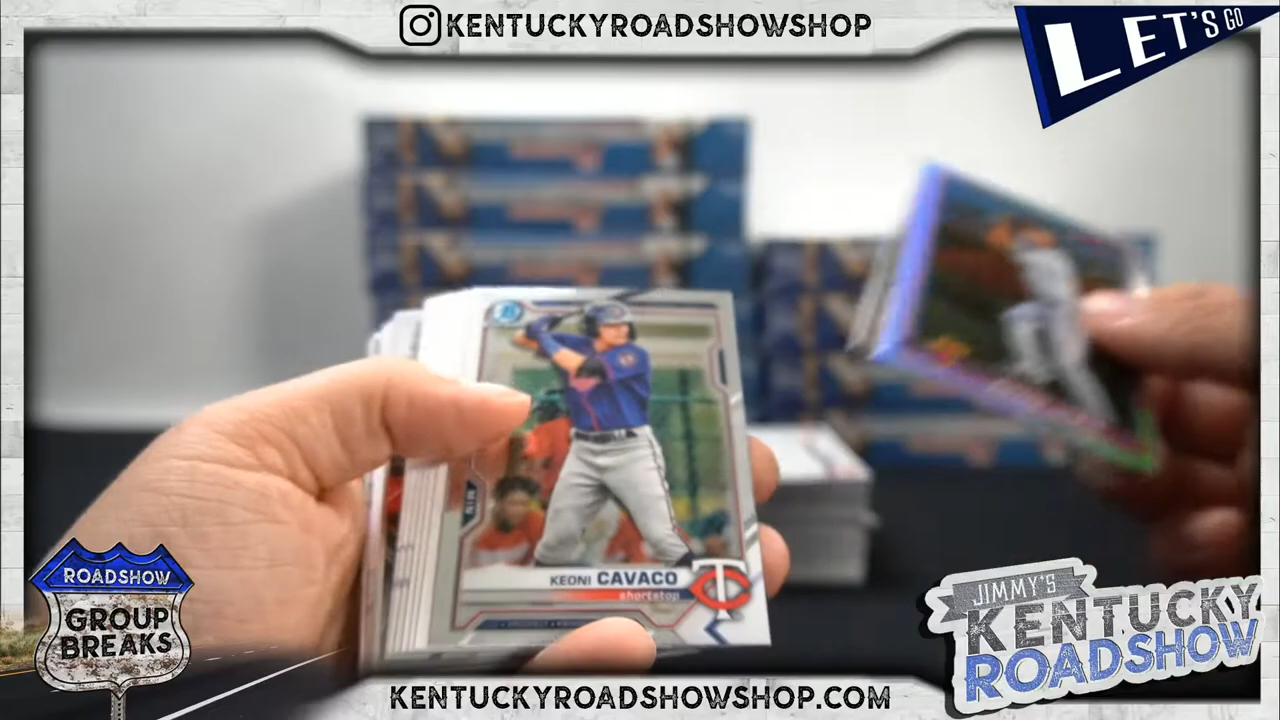 KENTUCKYROADSHOWSHOP
LET'S GO
KEONI CAVACO
shortstop
ROADSHOW
GROUP
BREAKS
JIMMY'S
KENTUCKY
ROADSHOW
KENTUCKYROADSHOWSHOP.COM